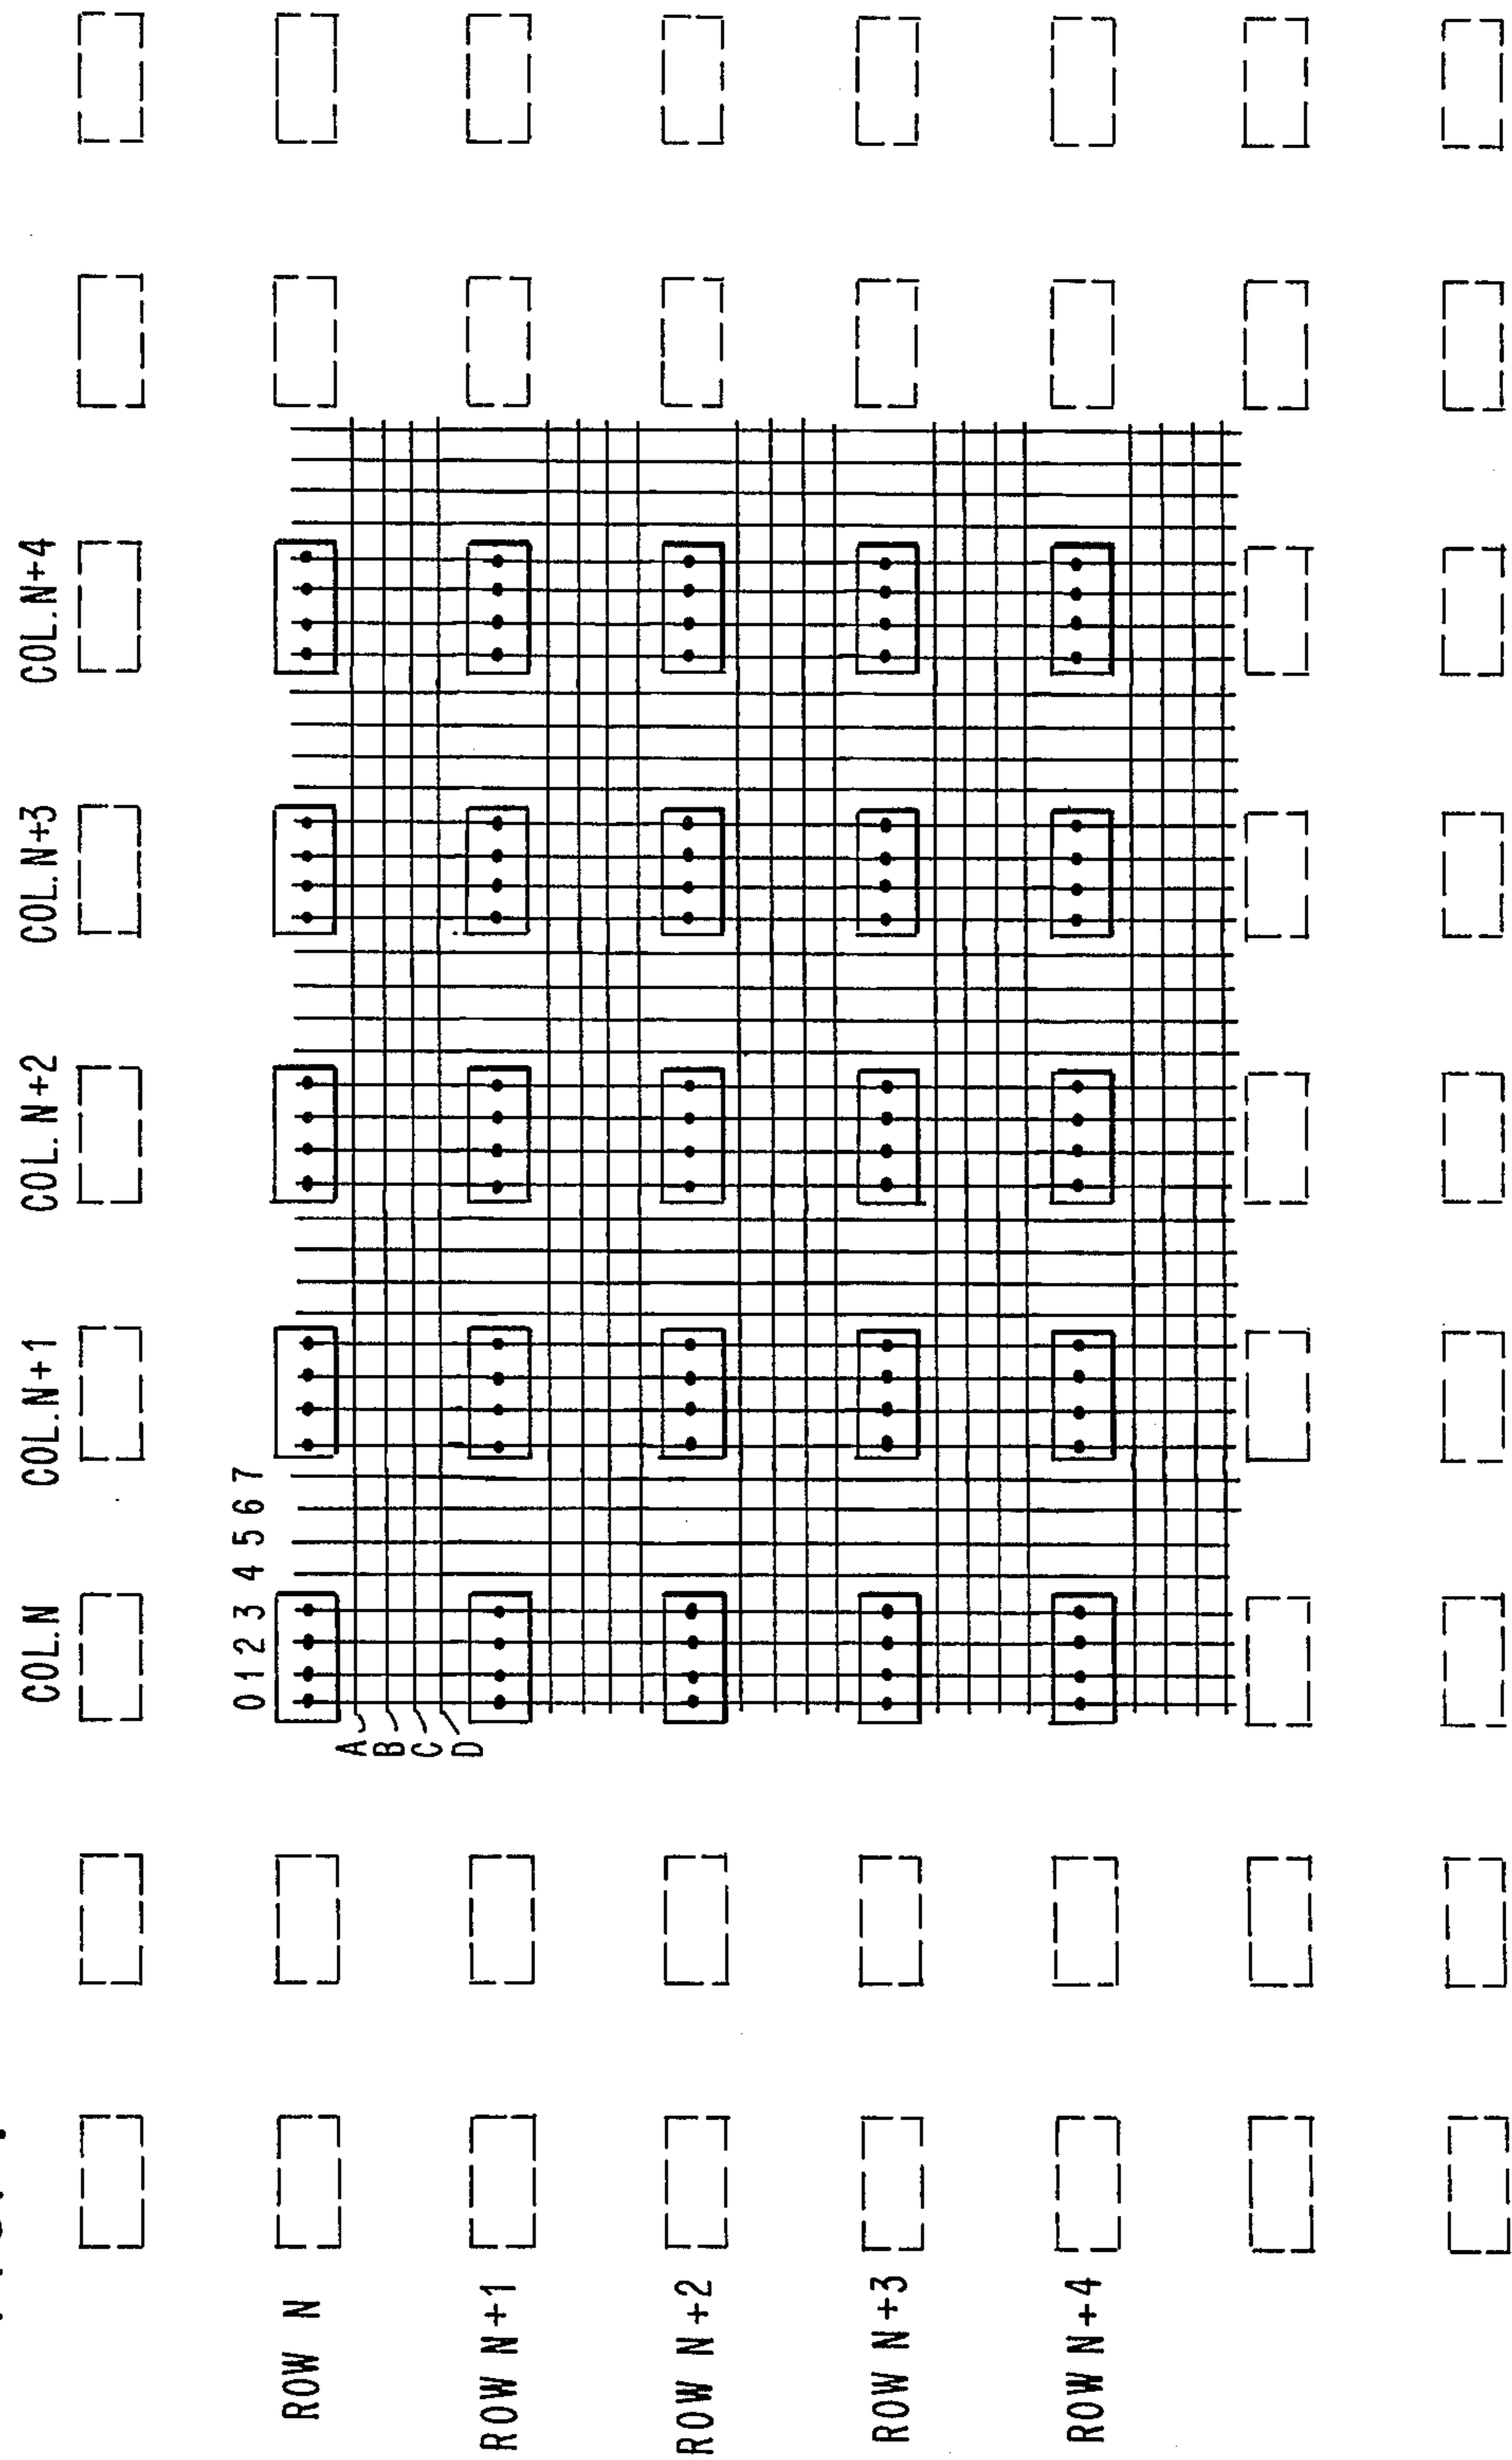 COL.N COL.N+1 COL.N+2 COL.N+3 COL.N+4
0 1 2 3 4 5 6 7
ROW N
A
B
C
D
ROW N+1
ROW N+2
ROW N+3
ROW N+4